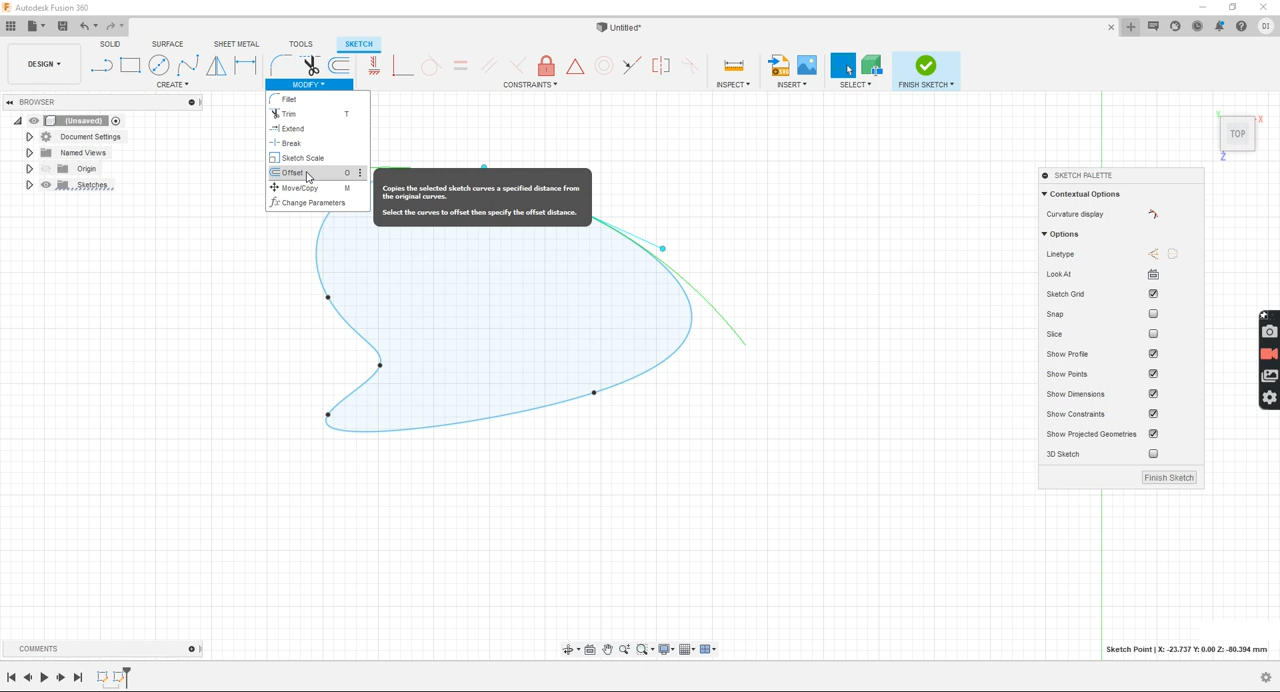 Autodesk Fusion 360
Untitled*
DI
DESIGN
SOLID SURFACE SHEET METAL TOOLS SKETCH
CREATE MODIFY CONSTRAINTS INSPECT INSERT SELECT FINISH SKETCH
BROWSER
(Unsaved)
Document Settings
Named Views
Origin
Sketches
Fillet
Trim T
Extend
Break
Sketch Scale
Offset O
Move/Copy M
Change Parameters
Copies the selected sketch curves a specified distance from
the original curves.
Select the curves to offset then specify the offset distance.
TOP
X
Y
Z
SKETCH PALETTE
Contextual Options
Curvature display
Options
Linetype
Look At
Sketch Grid
Snap
Slice
Show Profile
Show Points
Show Dimensions
Show Constraints
Show Projected Geometries
3D Sketch
Finish Sketch
COMMENTS
Sketch Point | X: -23.737 Y: 0.00 Z: -80.394 mm